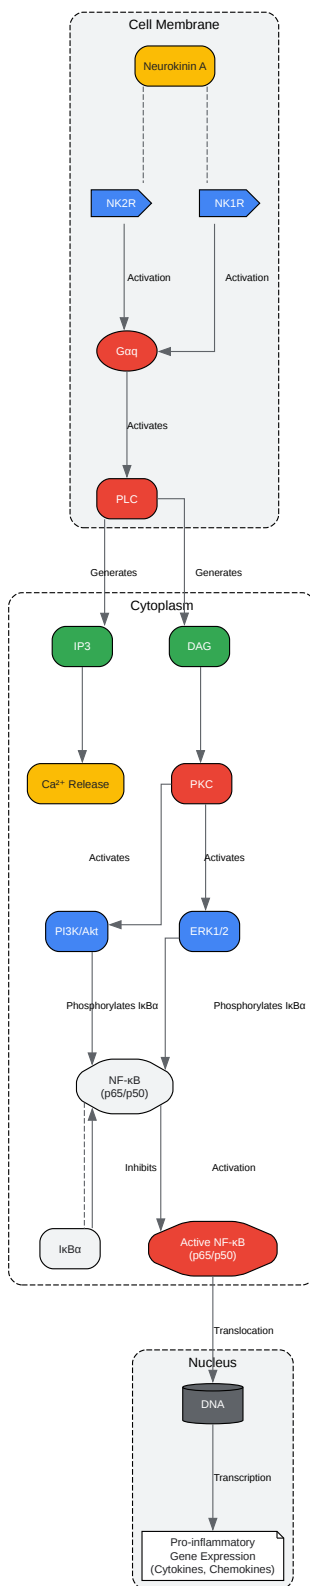 Cell Membrane
Neurokinin A
NK2R
NK1R
Activation
Activation
Gαq
Activates
PLC
Generates
Generates
Cytoplasm
IP3
DAG
Ca²⁺ Release
PKC
Activates
Activates
PI3K/Akt
ERK1/2
Phosphorylates IκBα
Phosphorylates IκBα
NF-κB
(p65/p50)
Inhibits
Activation
IκBα
Active NF-κB
(p65/p50)
Translocation
Nucleus
DNA
Transcription
Pro-inflammatory
Gene Expression
(Cytokines, Chemokines)